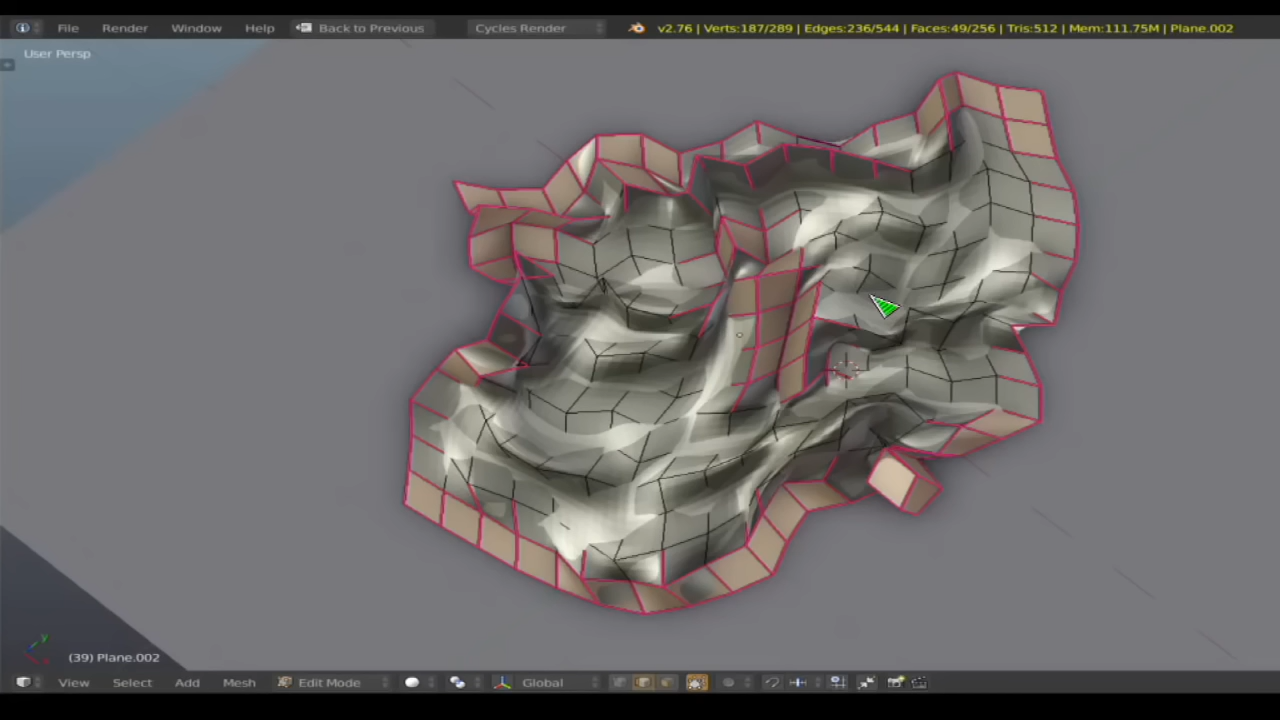 File Render Window Help Back to Previous Cycles Render v2.76 | Verts:187/289 | Edges:236/544 | Faces:49/256 | Tris:512 | Mem:111.75M | Plane.002
User Persp
(39) Plane.002
View Select Add Mesh Edit Mode Global